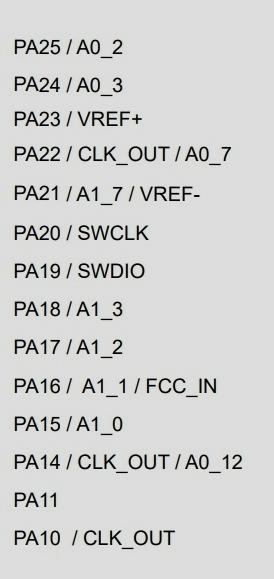 PA25 / A0_2
PA24 / A0_3
PA23 / VREF+
PA22 / CLK_OUT / A0_7
PA21 / A1_7 / VREF-
PA20 / SWCLK
PA19 / SWDIO
PA18 / A1_3
PA17 / A1_2
PA16 /  A1_1 / FCC_IN
PA15 / A1_0
PA14 / CLK_OUT / A0_12
PA11
PA10  / CLK_OUT